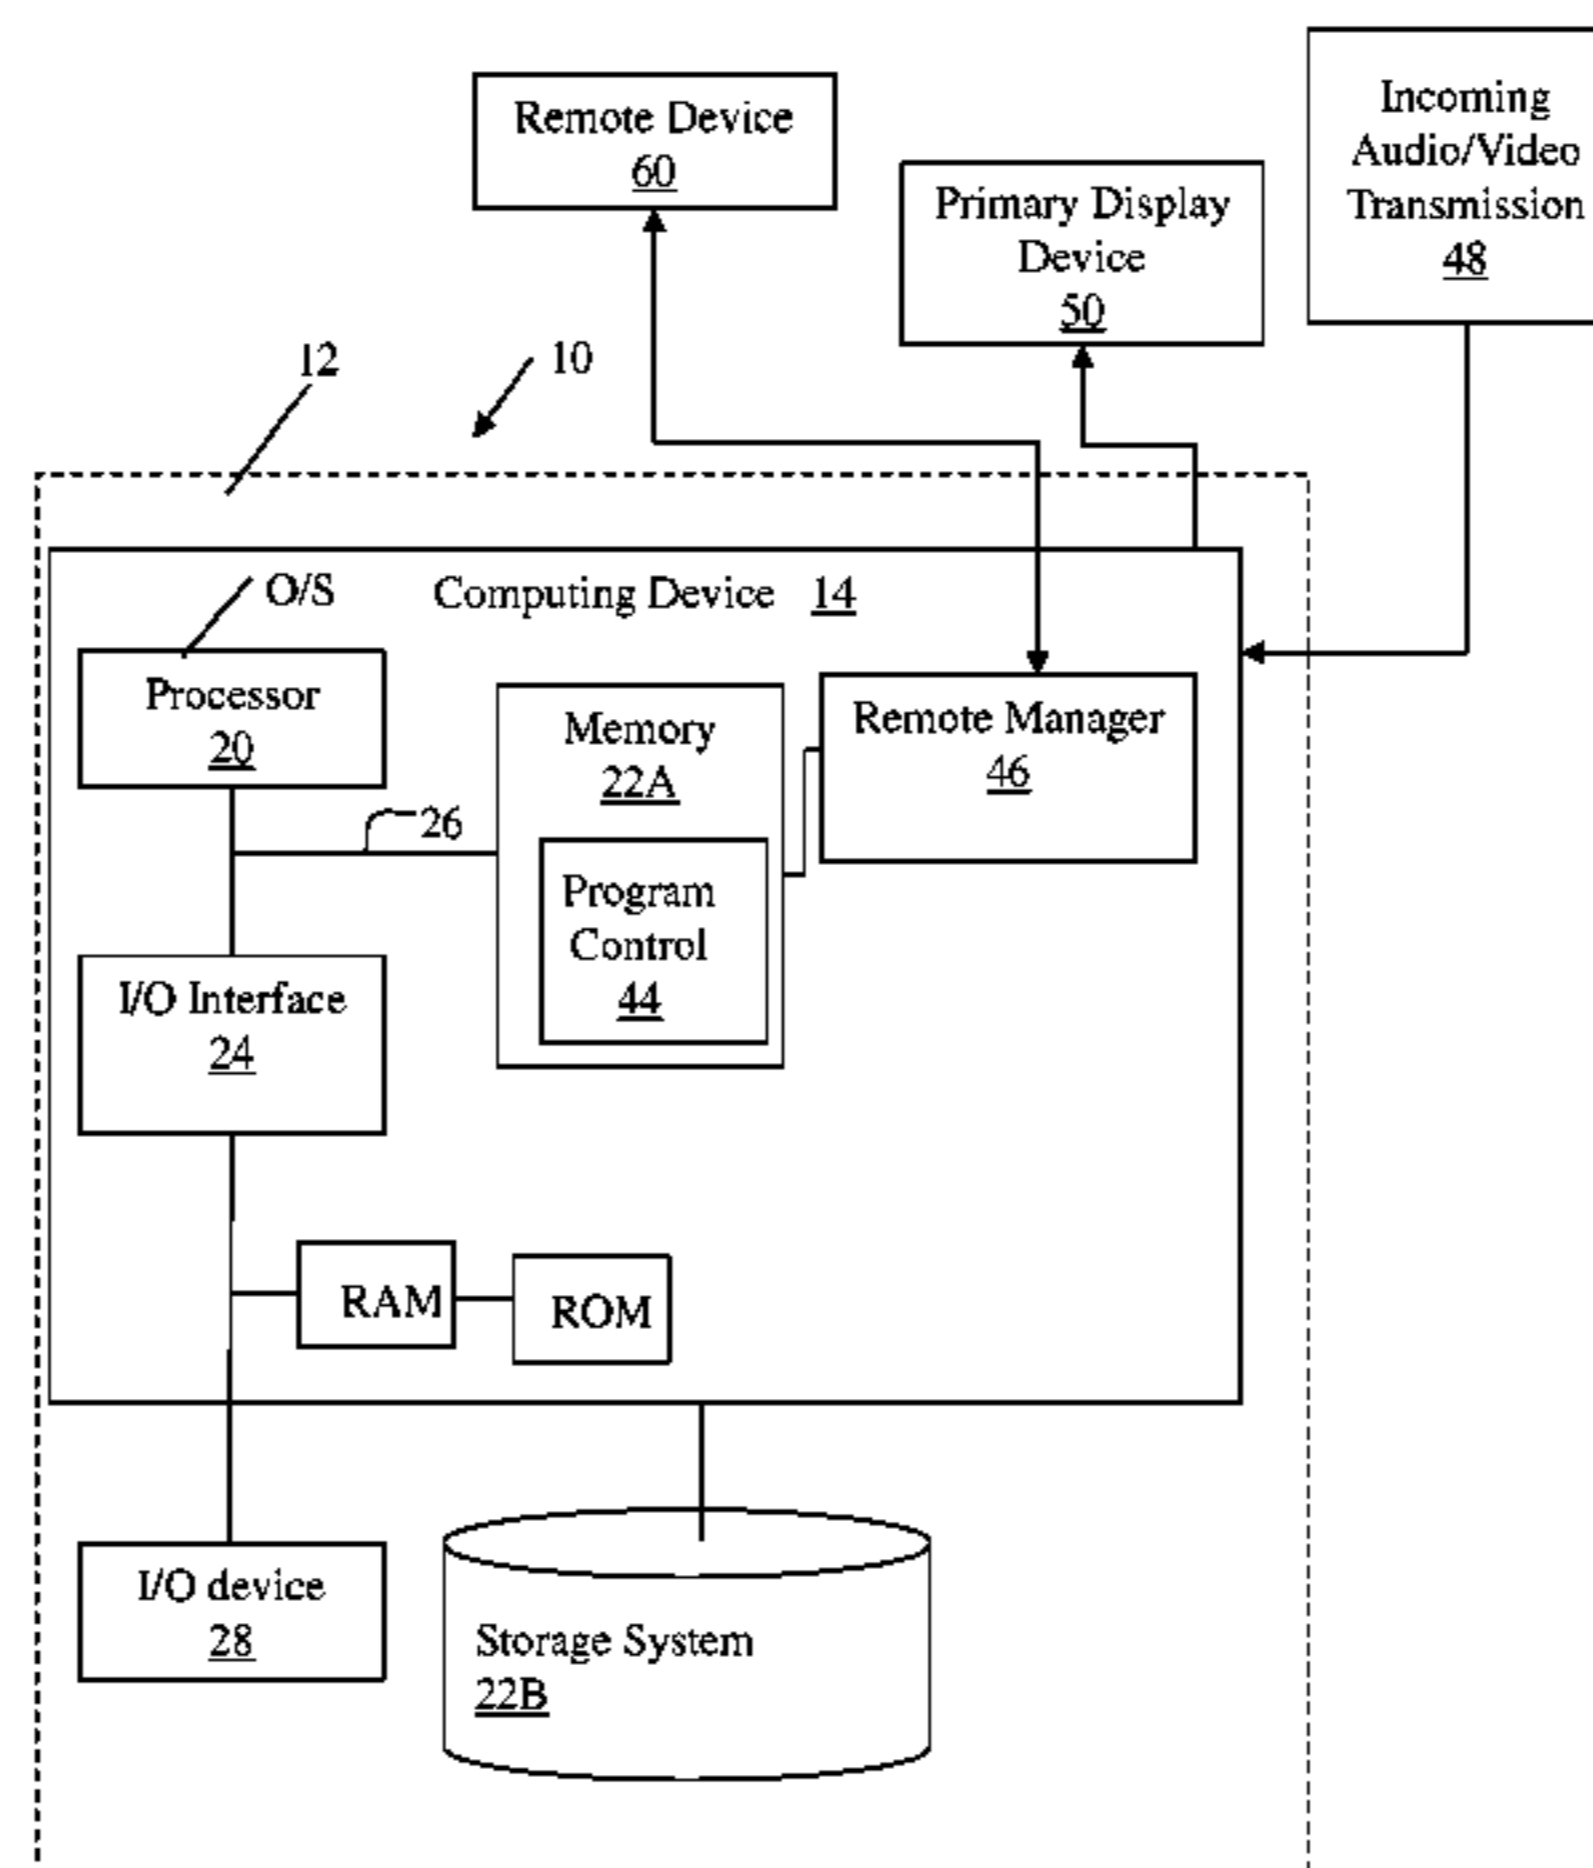 Incoming
Audio/Video
Transmission
48
Remote Device
60
Primary Display
Device
50
12
10
O/S
Computing Device 14
Processor
20
Memory
22A
Remote Manager
46
26
Program
Control
44
I/O Interface
24
RAM
ROM
I/O device
28
Storage System
22B